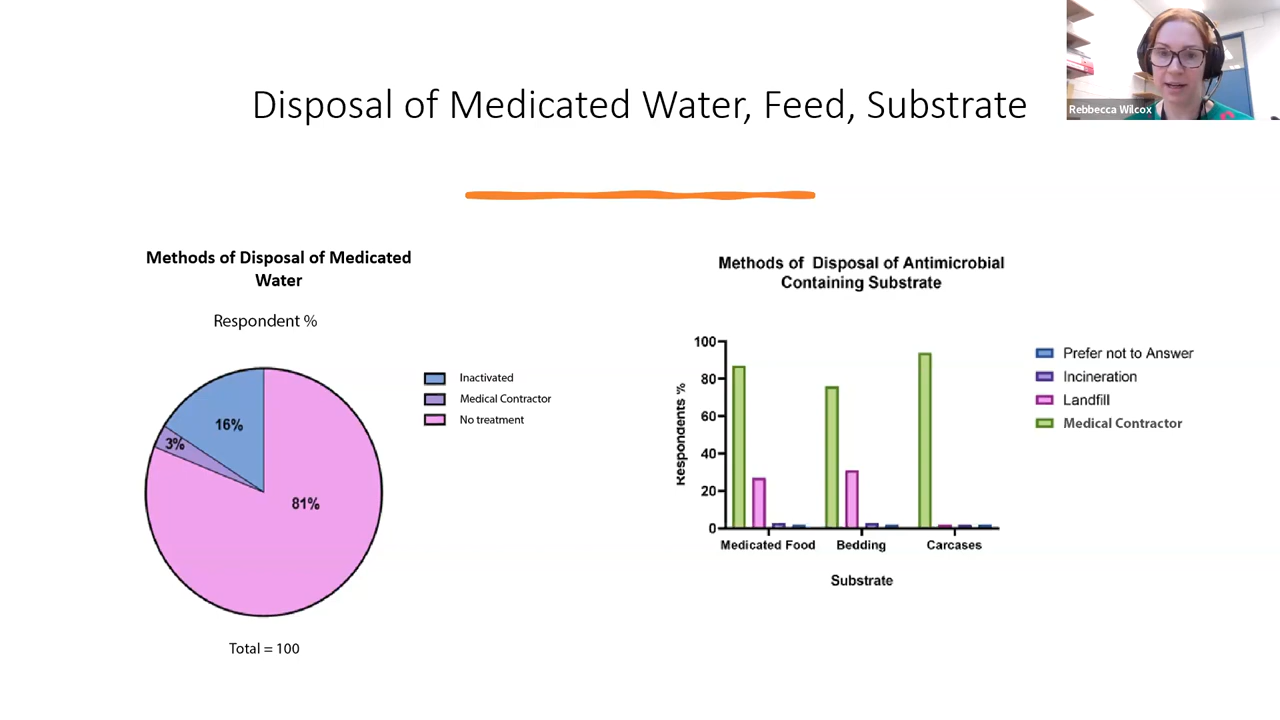 Disposal of Medicated Water, Feed, Substrate
Rebbecca Wilcox
Methods of Disposal of Medicated
Water
Respondent %
16%
3%
81%
Inactivated
Medical Contractor
No treatment
Total = 100
Methods of Disposal of Antimicrobial
Containing Substrate
Respondents %
100
80
60
40
20
0
Medicated Food
Bedding
Carcases
Substrate
Prefer not to Answer
Incineration
Landfill
Medical Contractor